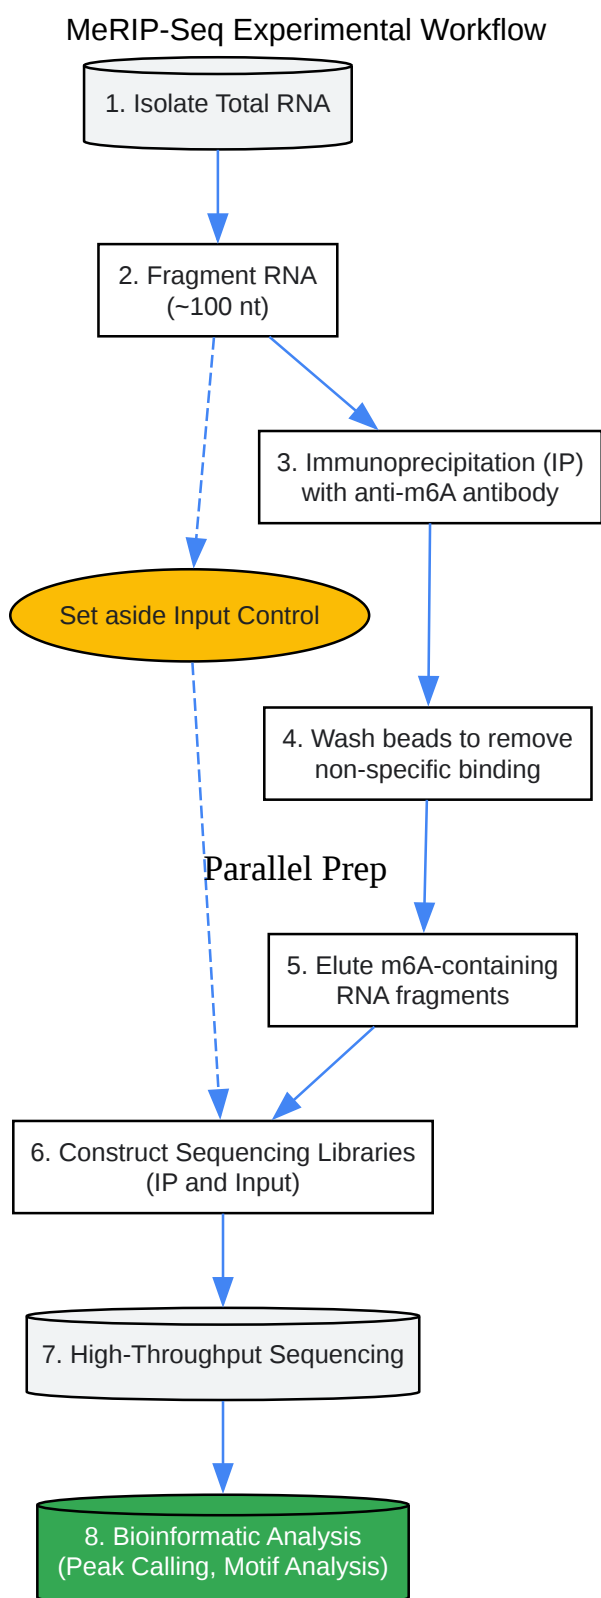 MeRIP-Seq Experimental Workflow
1. Isolate Total RNA
2. Fragment RNA
(~100 nt)
3. Immunoprecipitation (IP)
with anti-m6A antibody
Set aside Input Control
4. Wash beads to remove
non-specific binding
Parallel Prep
5. Elute m6A-containing
RNA fragments
6. Construct Sequencing Libraries
(IP and Input)
7. High-Throughput Sequencing
8. Bioinformatic Analysis
(Peak Calling, Motif Analysis)